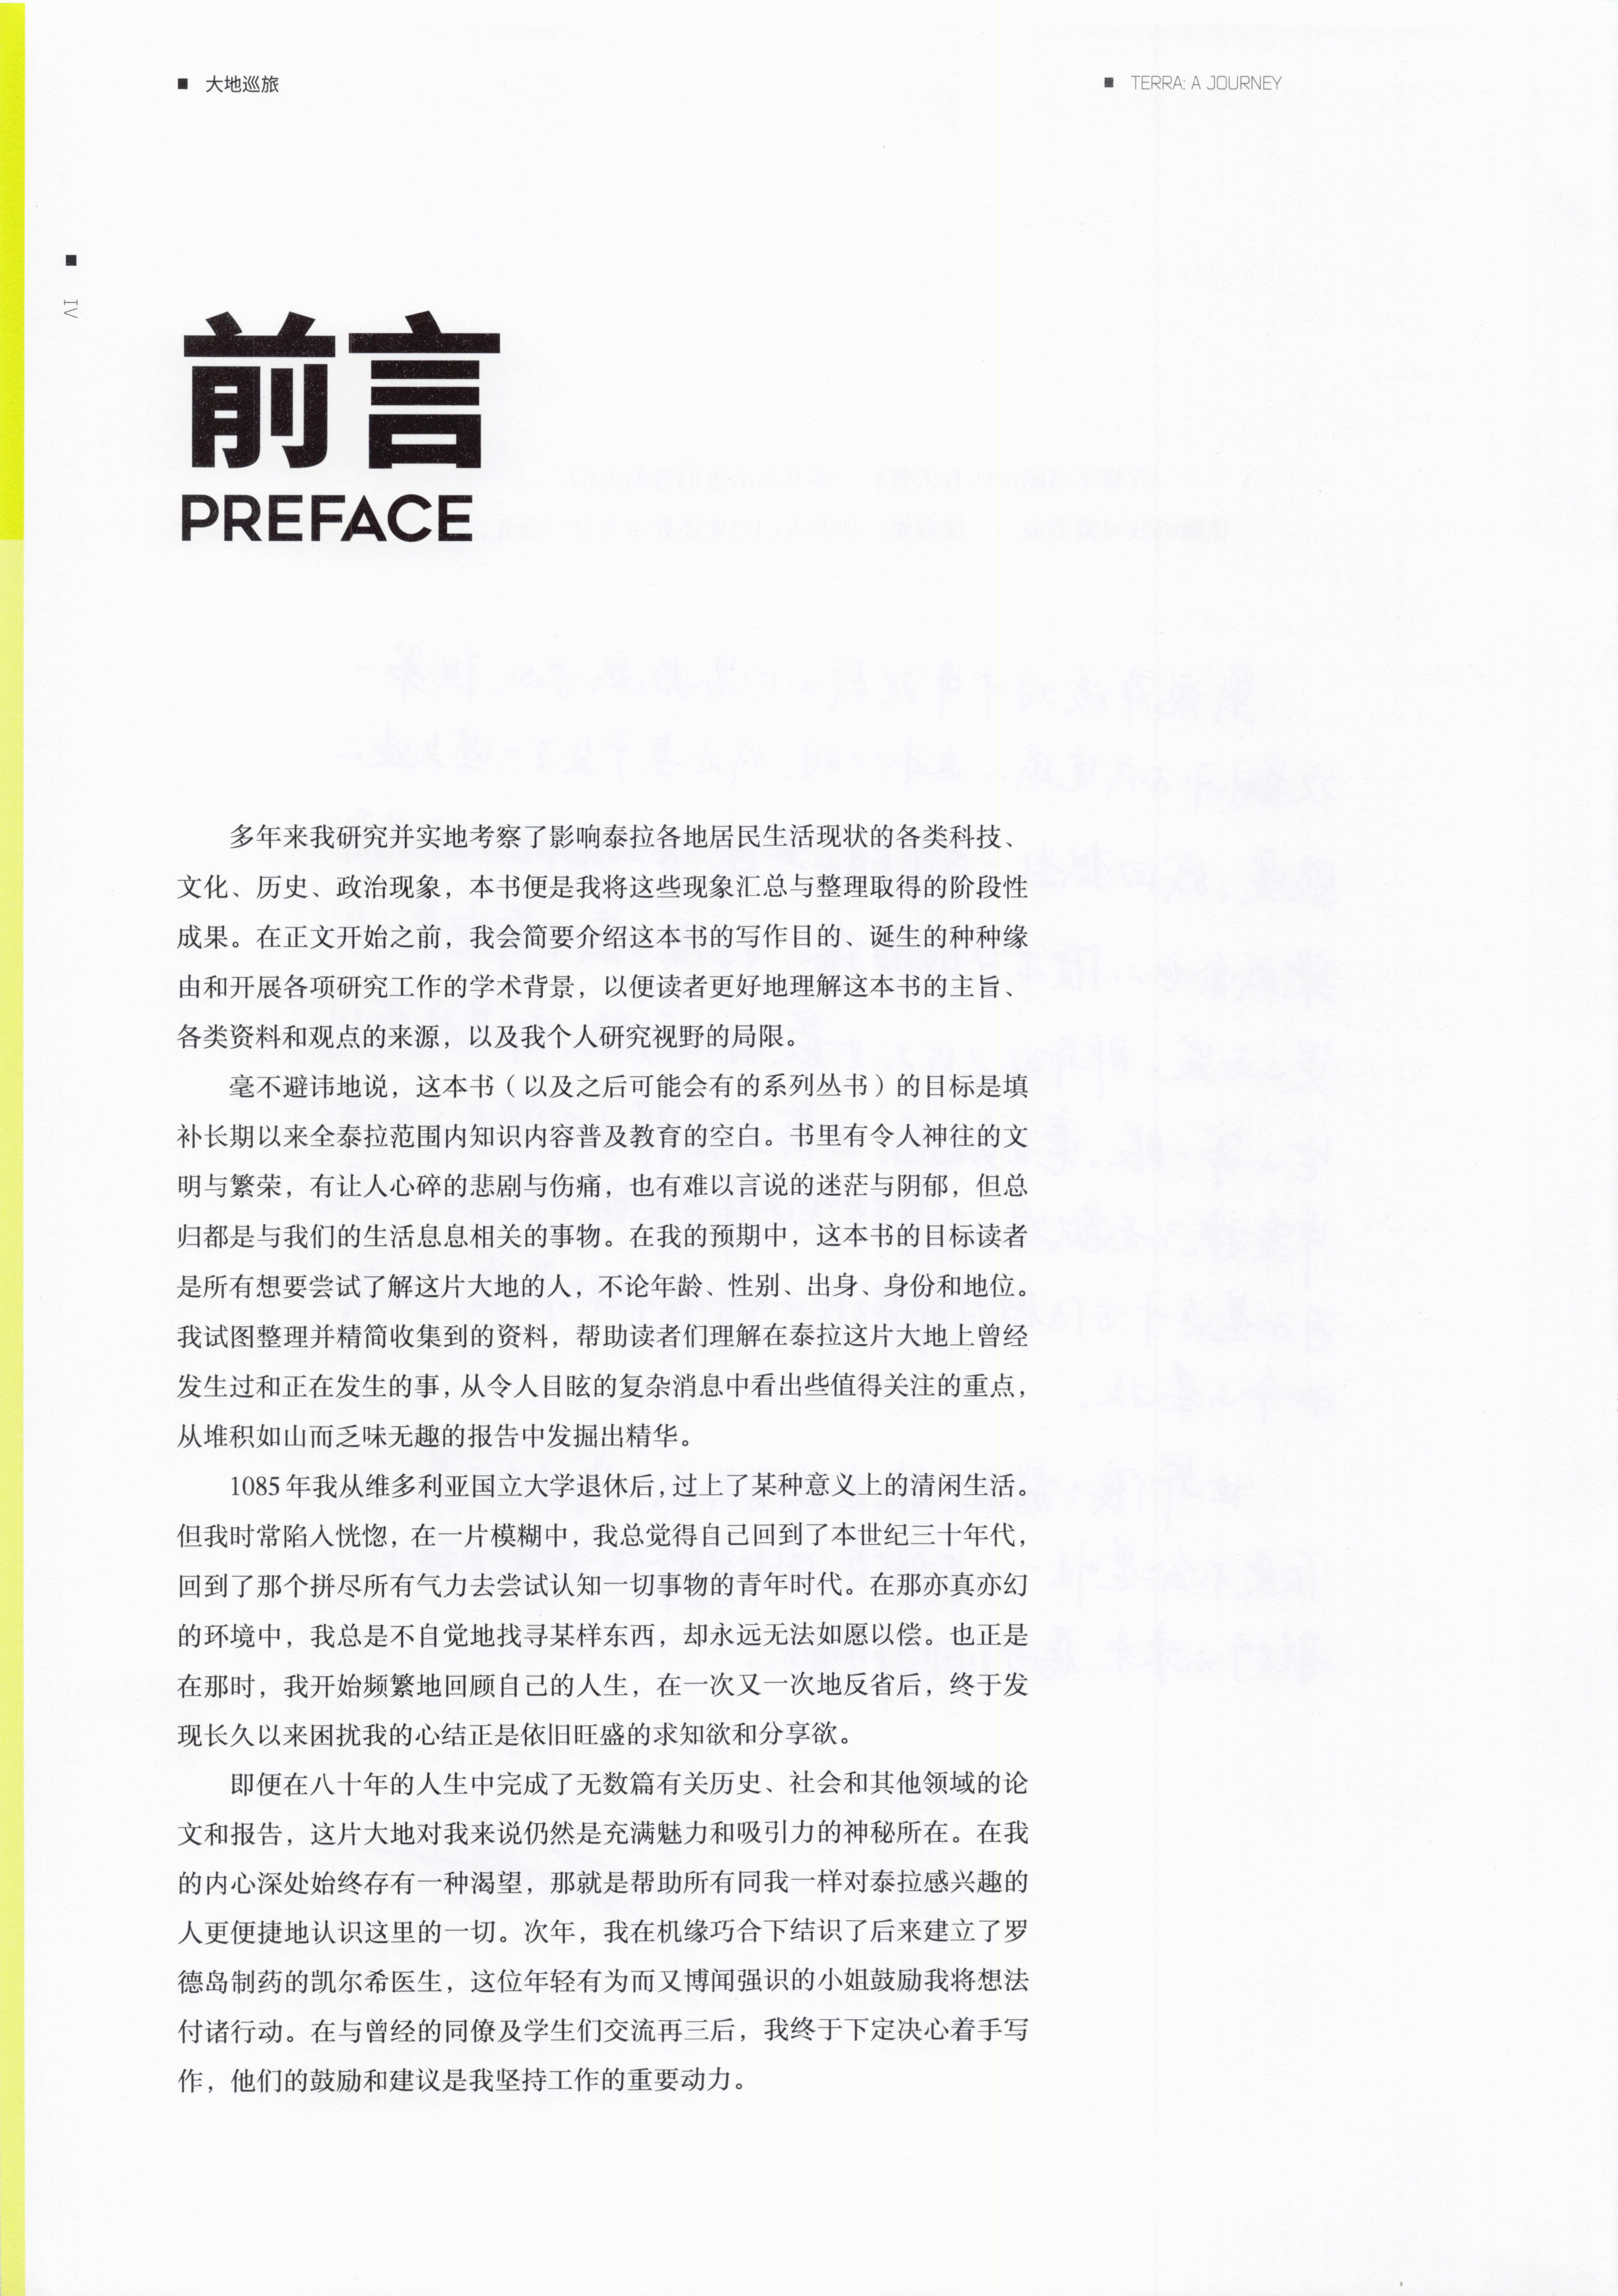 ■ 大地巡旅
■ TERRA: A JOURNEY
■ IV
前言
PREFACE
多年来我研究并实地考察了影响泰拉各地居民生活现状的各类科技、
文化、历史、政治现象，本书便是我将这些现象汇总与整理取得的阶段性
成果。在正文开始之前，我会简要介绍这本书的写作目的、诞生的种种缘
由和开展各项研究工作的学术背景，以便读者更好地理解这本书的主旨、
各类资料和观点的来源，以及我个人研究视野的局限。
毫不避讳地说，这本书（以及之后可能会有的系列丛书）的目标是填
补长期以来全泰拉范围内知识内容普及教育的空白。书里有令人神往的文
明与繁荣，有让人心碎的悲剧与伤痛，也有难以言说的迷茫与阴郁，但总
归都是与我们的生活息息相关的事物。在我的预期中，这本书的目标读者
是所有想要尝试了解这片大地的人，不论年龄、性别、出身、身份和地位。
我试图整理并精简收集到的资料，帮助读者们理解在泰拉这片大地上曾经
发生过和正在发生的事，从令人目眩的复杂消息中看出些值得关注的重点，
从堆积如山而乏味无趣的报告中发掘出精华。
1085年我从维多利亚国立大学退休后，过上了某种意义上的清闲生活。
但我时常陷入恍惚，在一片模糊中，我总觉得自己回到了本世纪三十年代，
回到了那个拼尽所有气力去尝试认知一切事物的青年时代。在那亦真亦幻
的环境中，我总是不自觉地找寻某样东西，却永远无法如愿以偿。也正是
在那时，我开始频繁地回顾自己的人生，在一次又一次地反省后，终于发
现长久以来困扰我的心结正是依旧旺盛的求知欲和分享欲。
即便在八十年的人生中完成了无数篇有关历史、社会和其他领域的论
文和报告，这片大地对我来说仍然是充满魅力和吸引力的神秘所在。在我
的内心深处始终存有一种渴望，那就是帮助所有同我一样对泰拉感兴趣的
人更便捷地认识这里的一切。次年，我在机缘巧合下结识了后来建立了罗
德岛制药的凯尔希医生，这位年轻有为而又博闻强识的小姐鼓励我将想法
付诸行动。在与曾经的同僚及学生们交流再三后，我终于下定决心着手写
作，他们的鼓励和建议是我坚持工作的重要动力。